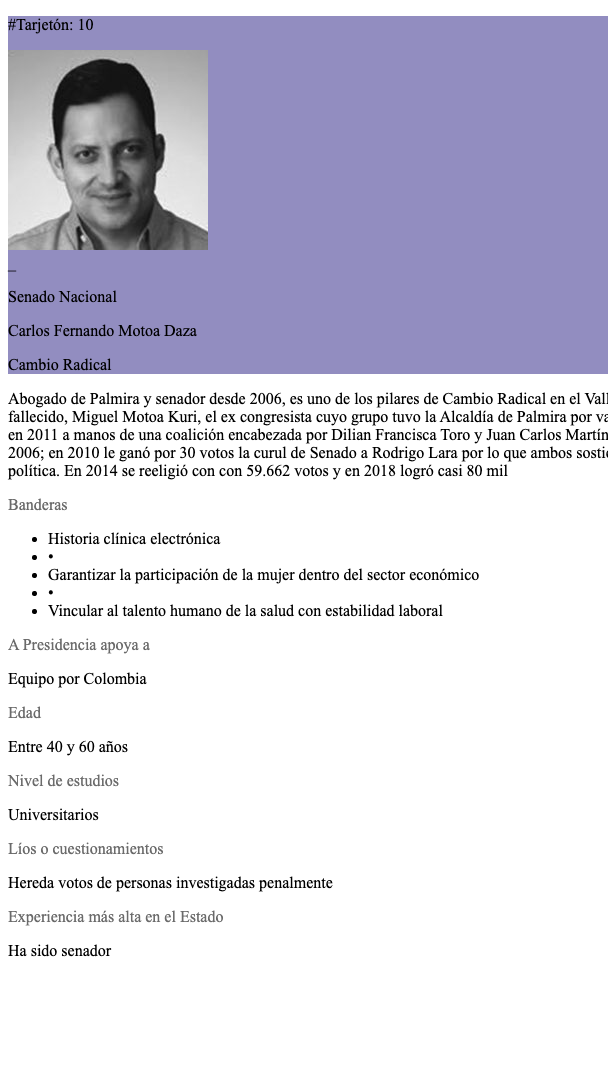 #Tarjetón: 10
_
Senado Nacional
Carlos Fernando Motoa Daza
Cambio Radical
Abogado de Palmira y senador desde 2006, es uno de los pilares de Cambio Radical en el Vall
fallecido, Miguel Motoa Kuri, el ex congresista cuyo grupo tuvo la Alcaldía de Palmira por va
en 2011 a manos de una coalición encabezada por Dilian Francisca Toro y Juan Carlos Martín
2006; en 2010 le ganó por 30 votos la curul de Senado a Rodrigo Lara por lo que ambos sostie
política. En 2014 se reeligió con con 59.662 votos y en 2018 logró casi 80 mil
Banderas
• Historia clínica electrónica
• •
• Garantizar la participación de la mujer dentro del sector económico
• •
• Vincular al talento humano de la salud con estabilidad laboral
A Presidencia apoya a
Equipo por Colombia
Edad
Entre 40 y 60 años
Nivel de estudios
Universitarios
Líos o cuestionamientos
Hereda votos de personas investigadas penalmente
Experiencia más alta en el Estado
Ha sido senador